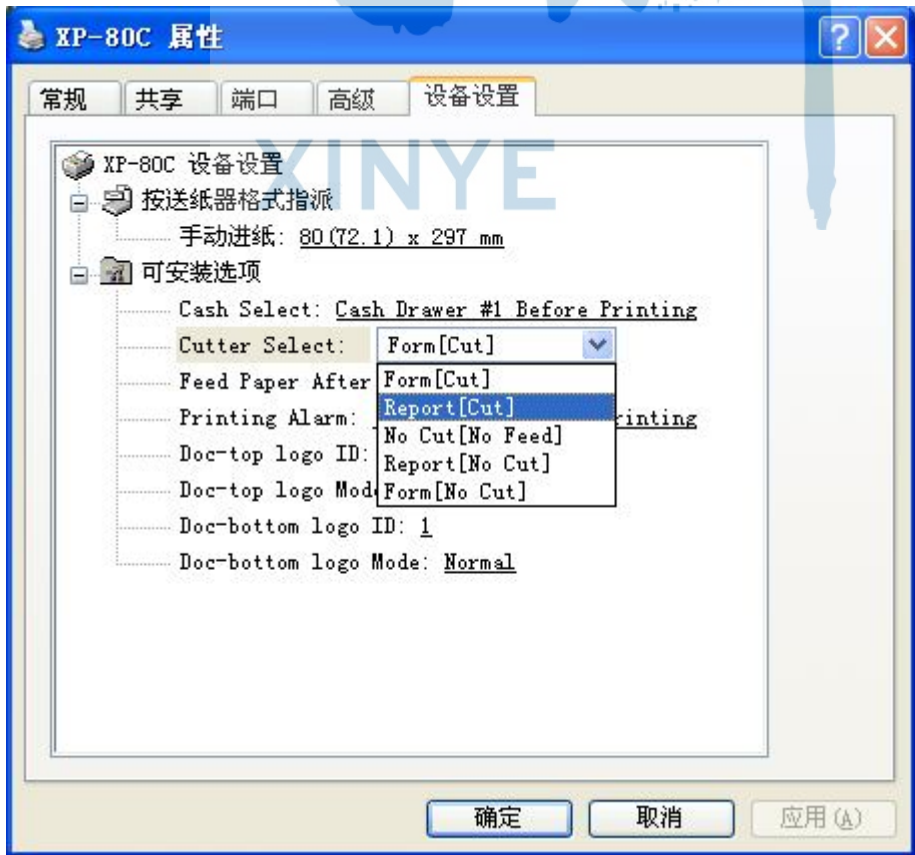 XP-80C 属性
常规 共享 端口 高级 设备设置
XINYE
XP-80C 设备设置
按送纸器格式指派
手动进纸: 80(72.1) x 297 mm
可安装选项
Cash Select: Cash Drawer #1 Before Printing
Cutter Select: Form[Cut]
Feed Paper After
Form[Cut]
Report[Cut]
No Cut[No Feed]
Report[No Cut]
Form[No Cut]
Printing Alarm: rinting
Doc-top logo ID:
Doc-top logo Mod
Doc-bottom logo ID: 1
Doc-bottom logo Mode: Normal
确定 取消 应用(A)